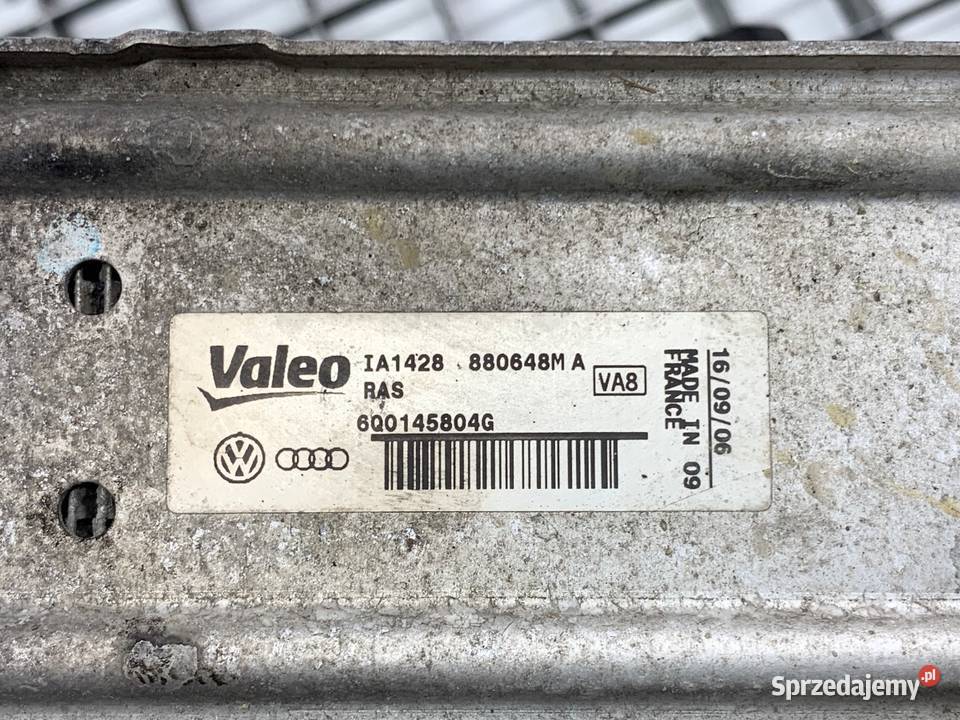 Valeo
IA1428 880648M A
RAS
VA8
6Q0145804G
16/09/06
MADE IN 09
FRANCE
Sprzedajemy.pl